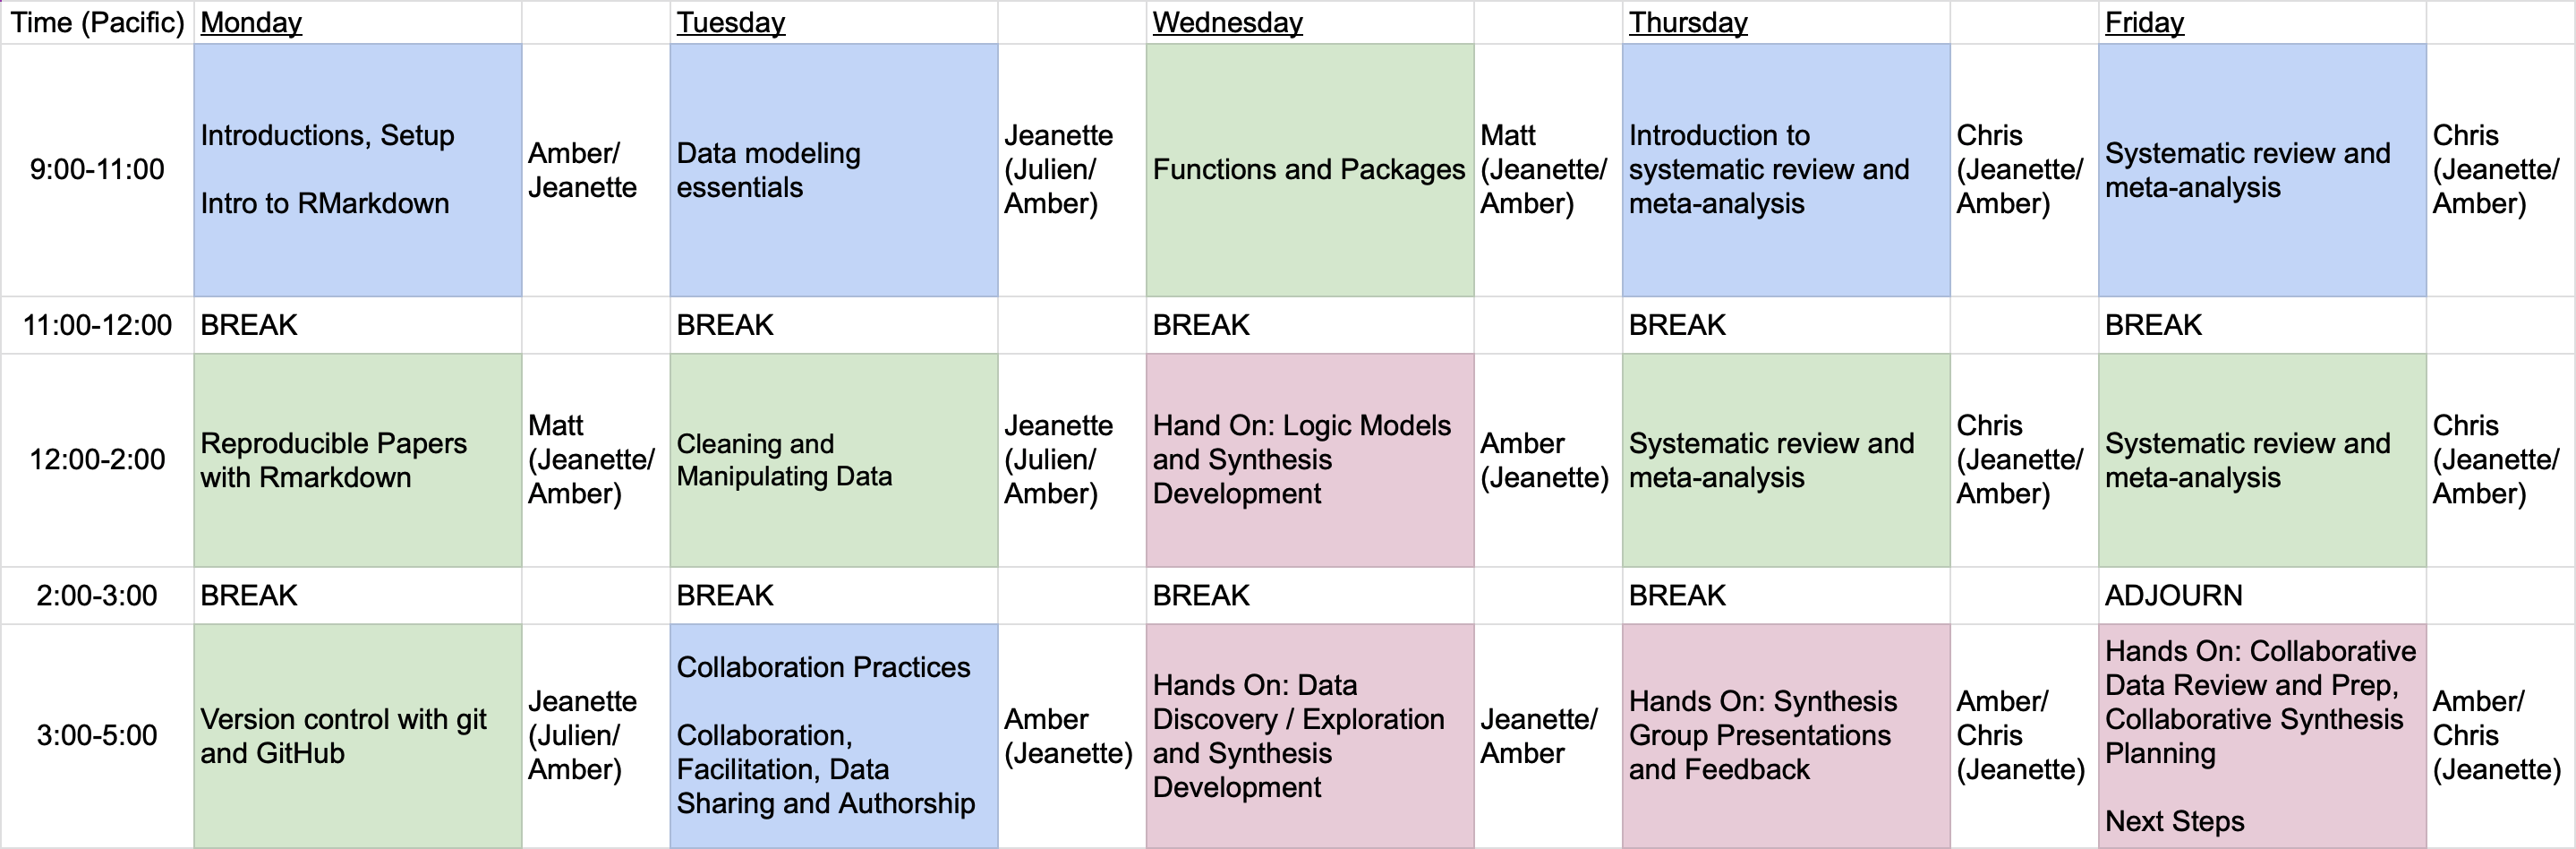 Time (Pacific) Monday Tuesday Wednesday Thursday Friday
9:00-11:00
Introductions, Setup
Intro to RMarkdown
Amber/
Jeanette
Data modeling
essentials
Jeanette
(Julien/
Amber)
Functions and Packages
Matt
(Jeanette/
Amber)
Introduction to
systematic review and
meta-analysis
Chris
(Jeanette/
Amber)
Systematic review and
meta-analysis
Chris
(Jeanette/
Amber)
11:00-12:00 BREAK BREAK BREAK BREAK BREAK
12:00-2:00
Reproducible Papers
with Rmarkdown
Matt
(Jeanette/
Amber)
Cleaning and
Manipulating Data
Jeanette
(Julien/
Amber)
Hand On: Logic Models
and Synthesis
Development
Amber
(Jeanette)
Systematic review and
meta-analysis
Chris
(Jeanette/
Amber)
Systematic review and
meta-analysis
Chris
(Jeanette/
Amber)
2:00-3:00 BREAK BREAK BREAK BREAK ADJOURN
3:00-5:00
Version control with git
and GitHub
Jeanette
(Julien/
Amber)
Collaboration Practices
Collaboration,
Facilitation, Data
Sharing and Authorship
Amber
(Jeanette)
Hands On: Data
Discovery / Exploration
and Synthesis
Development
Jeanette/
Amber
Hands On: Synthesis
Group Presentations
and Feedback
Amber/
Chris
(Jeanette)
Hands On: Collaborative
Data Review and Prep,
Collaborative Synthesis
Planning
Next Steps
Amber/
Chris
(Jeanette)